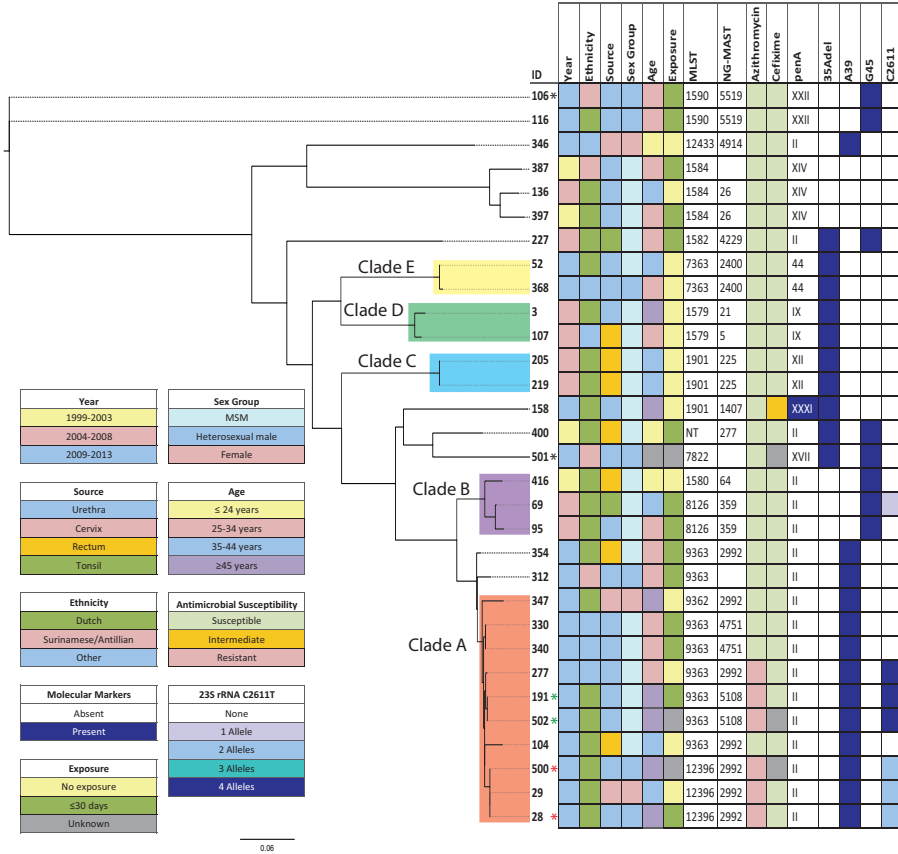 ID Year Ethnicity Source Sex Group Age Exposure MLST NG-MAST Azithromycin Cefixime penA 35Adel A39 G45 C2611
106 * 1590 5519 XXII
116 1590 5519 XXII
346 12433 4914 II
387 1584 XIV
136 1584 26 XIV
397 1584 26 XIV
227 1582 4229 II
Clade E
52 7363 2400 44
368 7363 2400 44
Clade D
3 1579 21 IX
107 1579 5 IX
Clade C
205 1901 225 XII
219 1901 225 XII
158 1901 1407 XXXI
400 NT 277 II
501 * 7822 XVII
Clade B
416 1580 64 II
69 8126 359 II
95 8126 359 II
354 9363 2992 II
312 9363 II
Clade A
347 9362 2992 II
330 9363 4751 II
340 9363 4751 II
277 9363 2992 II
191 * 9363 5108 II
502 * 9363 5108 II
104 9363 2992 II
500 * 12396 2992 II
29 12396 2992 II
28 * 12396 2992 II
Year
1999-2003
2004-2008
2009-2013
Sex Group
MSM
Heterosexual male
Female
Source
Urethra
Cervix
Rectum
Tonsil
Age
≤ 24 years
25-34 years
35-44 years
≥45 years
Ethnicity
Dutch
Surinamese/Antillian
Other
Antimicrobial Susceptibility
Susceptible
Intermediate
Resistant
Molecular Markers
Absent
Present
23S rRNA C2611T
None
1 Allele
2 Alleles
3 Alleles
4 Alleles
Exposure
No exposure
≤30 days
Unknown
0.06